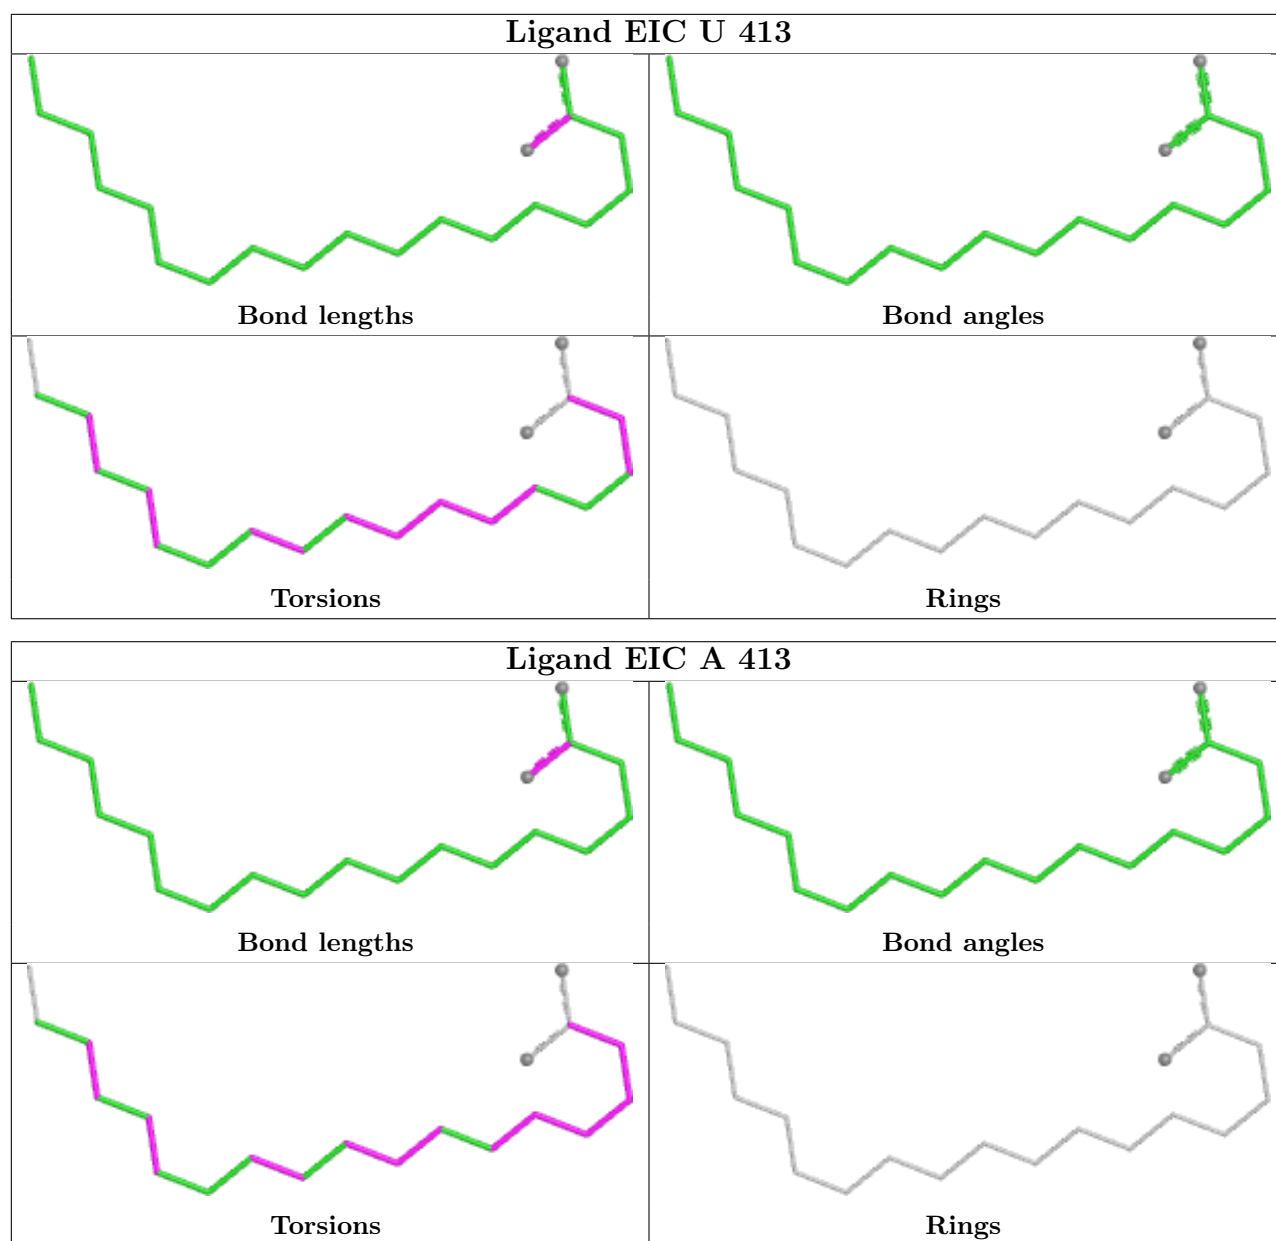 Ligand EIC U 413
Bond lengths
Bond angles
Torsions
Rings
Ligand EIC A 413
Bond lengths
Bond angles
Torsions
Rings